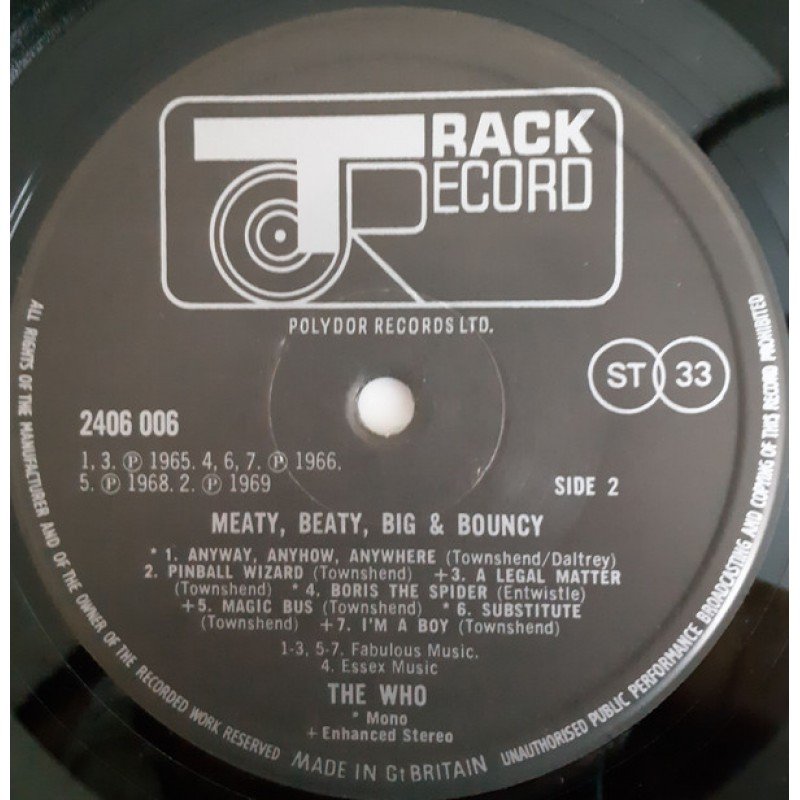 TRACK
RECORD
POLYDOR RECORDS LTD.
ST 33
2406 006
1, 3. ℗ 1965. 4, 6, 7. ℗ 1966.
5. ℗ 1968. 2. ℗ 1969
SIDE 2
MEATY, BEATY, BIG & BOUNCY
* 1. ANYWAY, ANYHOW, ANYWHERE (Townshend/Daltrey)
2. PINBALL WIZARD (Townshend) +3. A LEGAL MATTER
(Townshend) * 4. BORIS THE SPIDER (Entwistle)
+5. MAGIC BUS (Townshend) * 6. SUBSTITUTE
(Townshend) +7. I'M A BOY (Townshend)
1-3, 5-7. Fabulous Music.
4. Essex Music
THE WHO
* Mono
+ Enhanced Stereo
ALL RIGHTS OF THE MANUFACTURER AND OF THE OWNER OF THE RECORDED WORK RESERVED
MADE IN Gt BRITAIN
UNAUTHORISED PUBLIC PERFORMANCE BROADCASTING AND COPYING OF THIS RECORD PROHIBITED